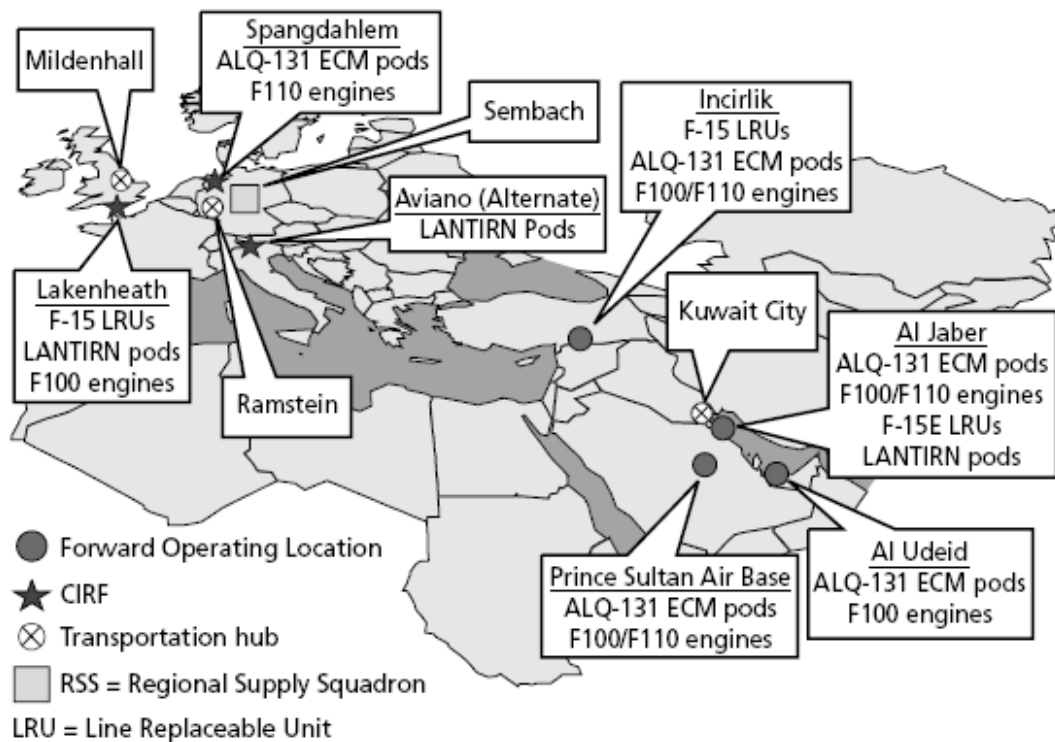 Mildenhall
Spangdahlem
ALQ-131 ECM pods
F110 engines
Sembach
Incirlik
F-15 LRUs
ALQ-131 ECM pods
F100/F110 engines
Aviano (Alternate)
LANTIRN Pods
Lakenheath
F-15 LRUs
LANTIRN pods
F100 engines
Ramstein
Kuwait City
Al Jaber
ALQ-131 ECM pods
F100/F110 engines
F-15E LRUs
LANTIRN pods
Prince Sultan Air Base
ALQ-131 ECM pods
F100/F110 engines
Al Udeid
ALQ-131 ECM pods
F100 engines
Forward Operating Location
CIRF
Transportation hub
RSS = Regional Supply Squadron
LRU = Line Replaceable Unit